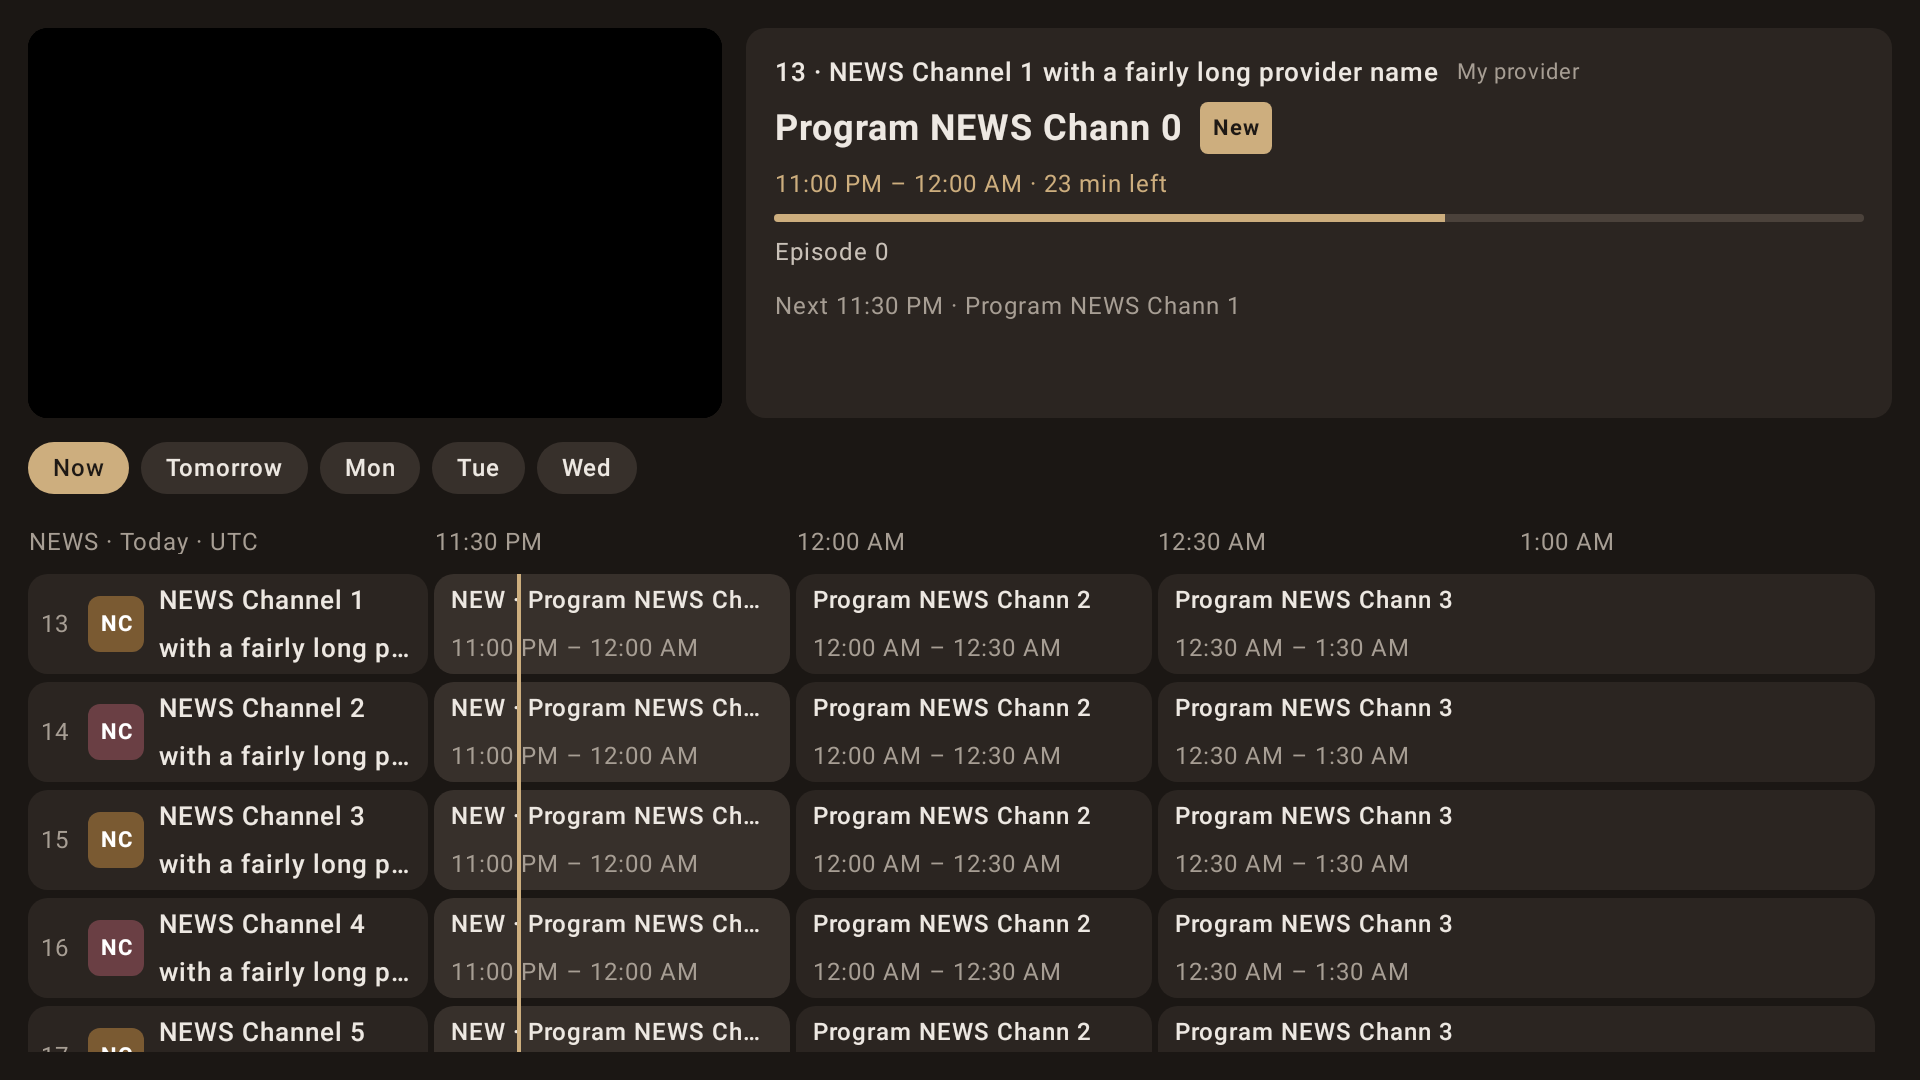 13 · NEWS Channel 1 with a fairly long provider name My provider
Program NEWS Chann 0 New
11:00 PM – 12:00 AM · 23 min left
Episode 0
Next 11:30 PM · Program NEWS Chann 1
Now Tomorrow Mon Tue Wed
NEWS · Today · UTC 11:30 PM 12:00 AM 12:30 AM 1:00 AM
13 NC NEWS Channel 1 with a fairly long p…
NEW · Program NEWS Ch…
11:00 PM – 12:00 AM
Program NEWS Chann 2
12:00 AM – 12:30 AM
Program NEWS Chann 3
12:30 AM – 1:30 AM
14 NC NEWS Channel 2 with a fairly long p…
NEW · Program NEWS Ch…
11:00 PM – 12:00 AM
Program NEWS Chann 2
12:00 AM – 12:30 AM
Program NEWS Chann 3
12:30 AM – 1:30 AM
15 NC NEWS Channel 3 with a fairly long p…
NEW · Program NEWS Ch…
11:00 PM – 12:00 AM
Program NEWS Chann 2
12:00 AM – 12:30 AM
Program NEWS Chann 3
12:30 AM – 1:30 AM
16 NC NEWS Channel 4 with a fairly long p…
NEW · Program NEWS Ch…
11:00 PM – 12:00 AM
Program NEWS Chann 2
12:00 AM – 12:30 AM
Program NEWS Chann 3
12:30 AM – 1:30 AM
NEWS Channel 5
NEW · Program NEWS Ch…
Program NEWS Chann 2
Program NEWS Chann 3